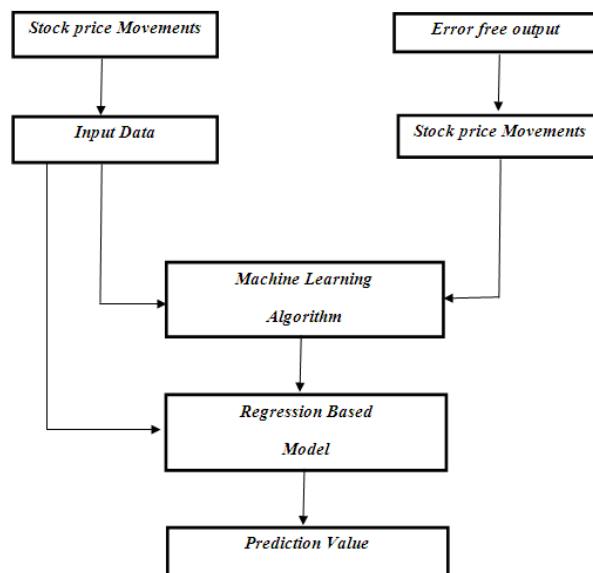 Stock price Movements
Error free output
Input Data
Stock price Movements
Machine Learning
Algorithm
Regression Based
Model
Prediction Value